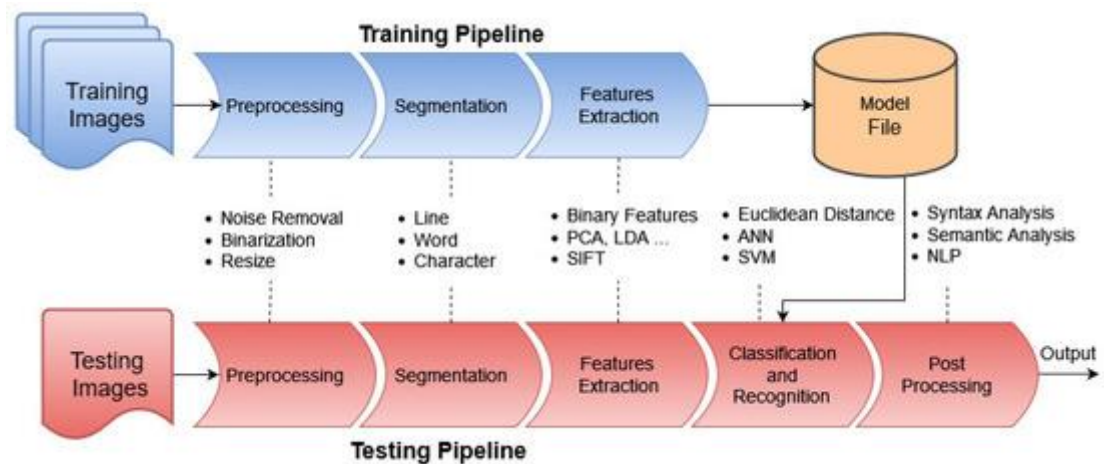 Training Pipeline
Training
Images
Preprocessing
Segmentation
Features
Extraction
Model
File
• Noise Removal
• Binarization
• Resize
• Line
• Word
• Character
• Binary Features
• PCA, LDA ...
• SIFT
• Euclidean Distance
• ANN
• SVM
• Syntax Analysis
• Semantic Analysis
• NLP
Testing
Images
Preprocessing
Segmentation
Features
Extraction
Classification
and
Recognition
Post
Processing
Output
Testing Pipeline